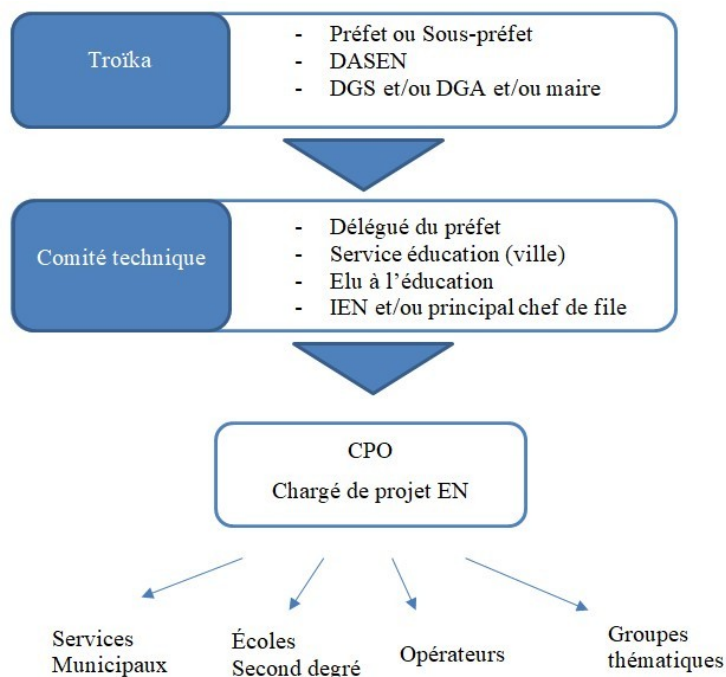 Troïka
- Préfet ou Sous-préfet
- DASEN
- DGS et/ou DGA et/ou maire
Comité technique
- Délégué du préfet
- Service éducation (ville)
- Elu à l'éducation
- IEN et/ou principal chef de file
CPO
Chargé de projet EN
Services
Municipaux
Écoles
Second degré
Opérateurs
Groupes
thématiques